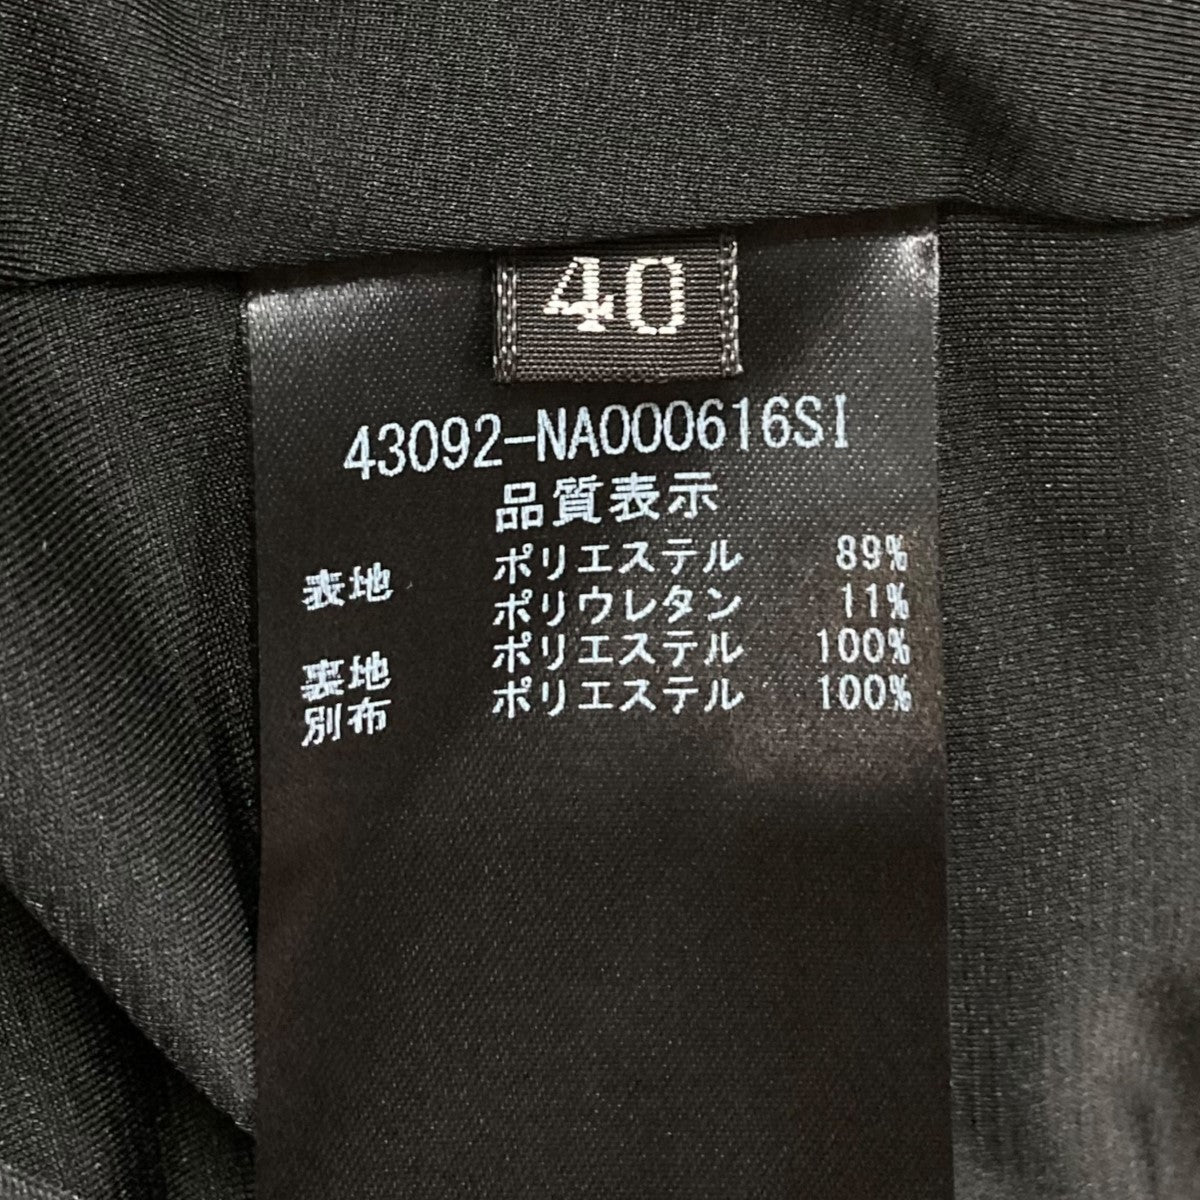 40
43092-NA000616SI
品質表示
表地 ポリエステル 89%
ポリウレタン 11%
裏地 ポリエステル 100%
別布 ポリエステル 100%